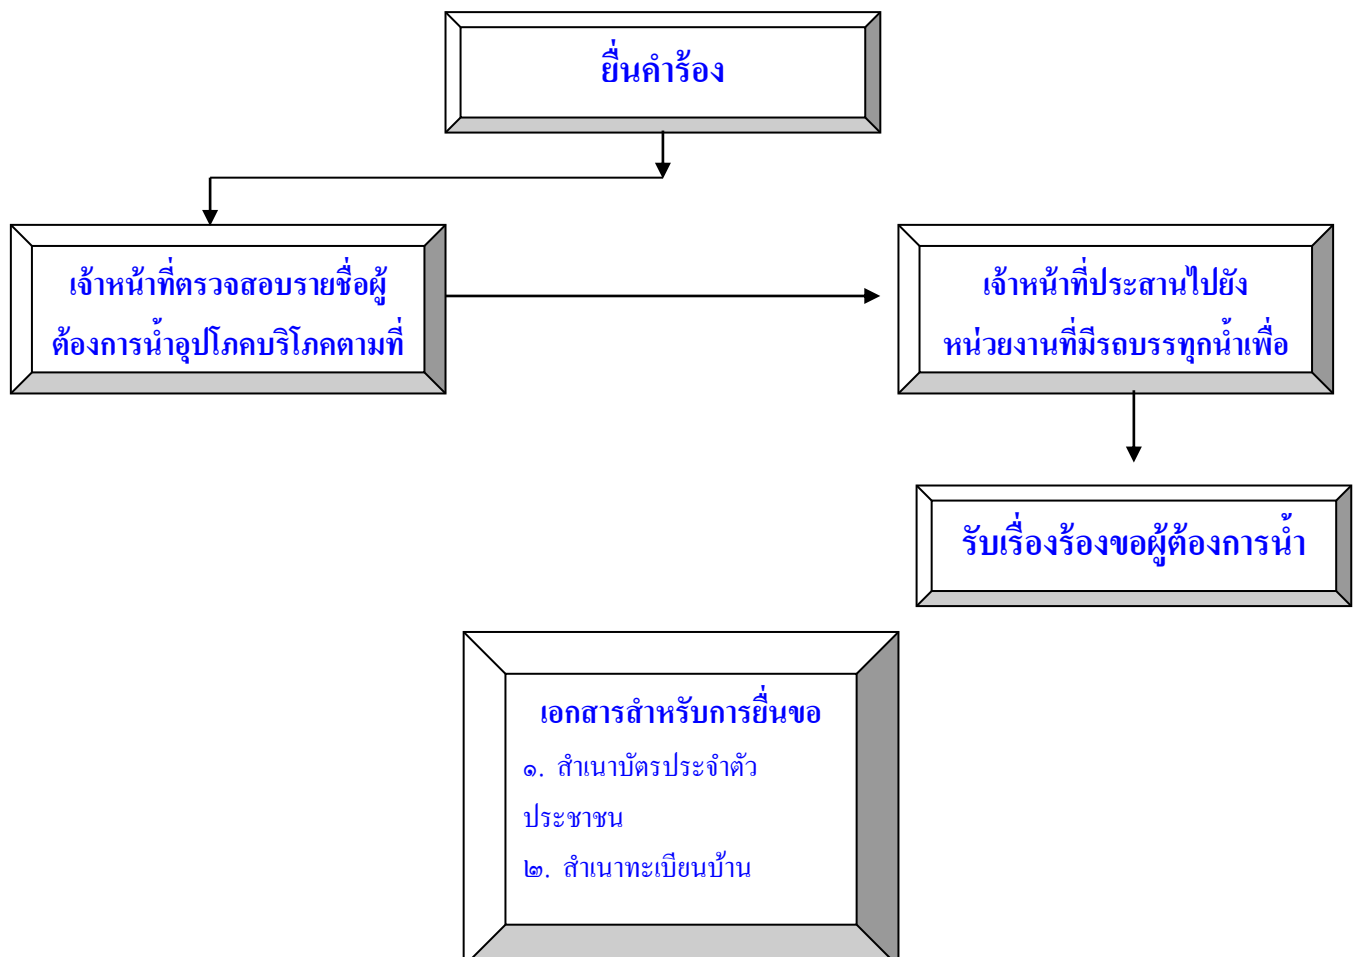 ยื่นคำร้อง
เจ้าหน้าที่ตรวจสอบรายชื่อผู้
ต้องการน้ำอุปโภคบริโภคตามที่
เจ้าหน้าที่ประสานไปยัง
หน่วยงานที่มีรถบรรทุกน้ำเพื่อ
รับเรื่องร้องขอผู้ต้องการน้ำ
เอกสารสำหรับการยื่นขอ
๑. สำเนาบัตรประจำตัว
ประชาชน
๒. สำเนาทะเบียนบ้าน